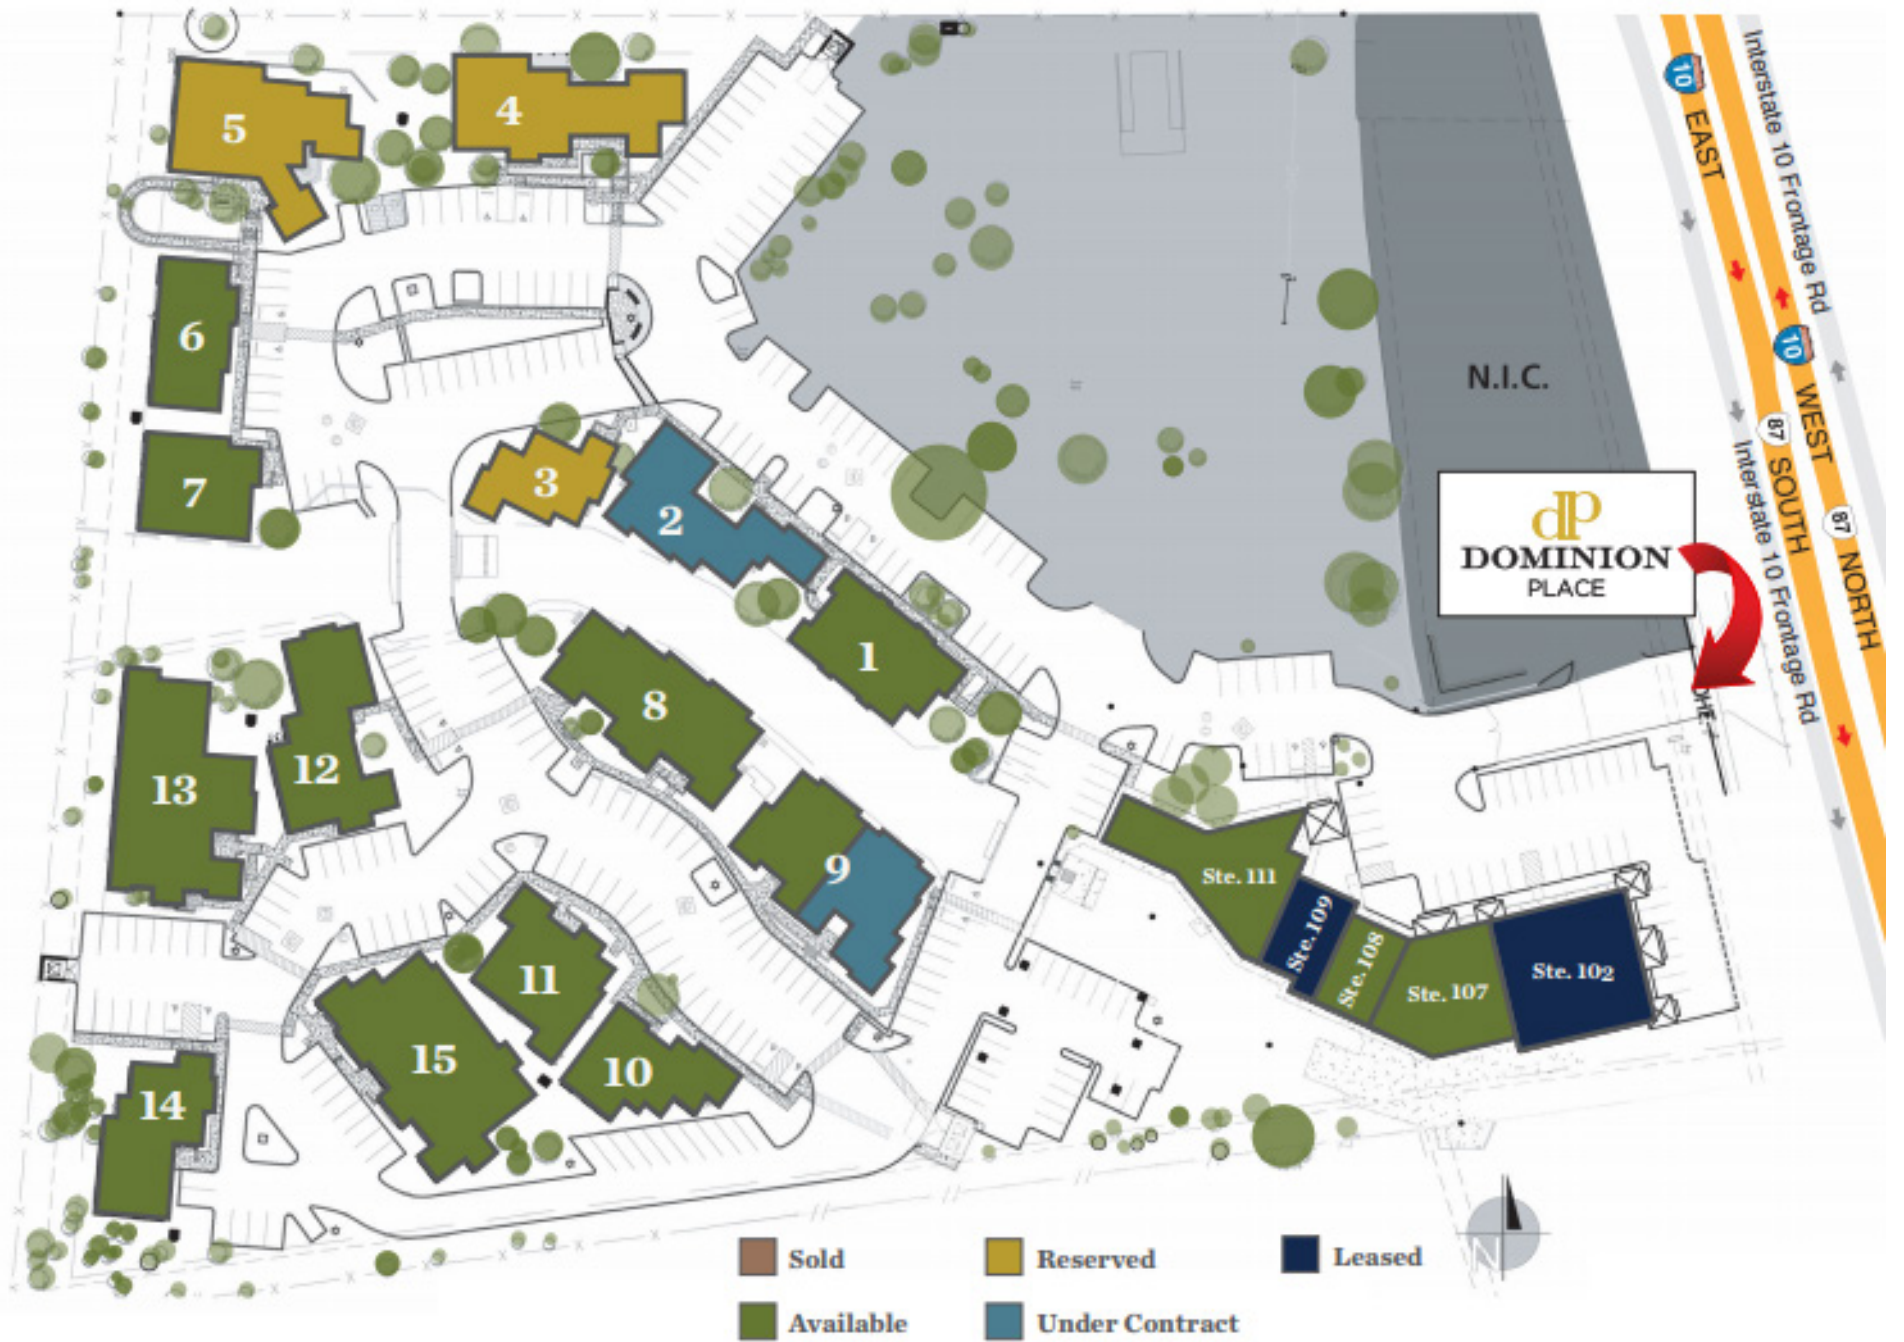 5
4
6
7
3
2
1
8
9
12
13
11
15
10
14
Ste. 111
Ste. 109
Ste. 108
Ste. 107
Ste. 102
N.I.C.
dp
DOMINION
PLACE
10
EAST
Interstate 10 Frontage Rd
10
WEST
87
SOUTH
87
NORTH
Interstate 10 Frontage Rd
OHE
N
Sold
Reserved
Leased
Available
Under Contract